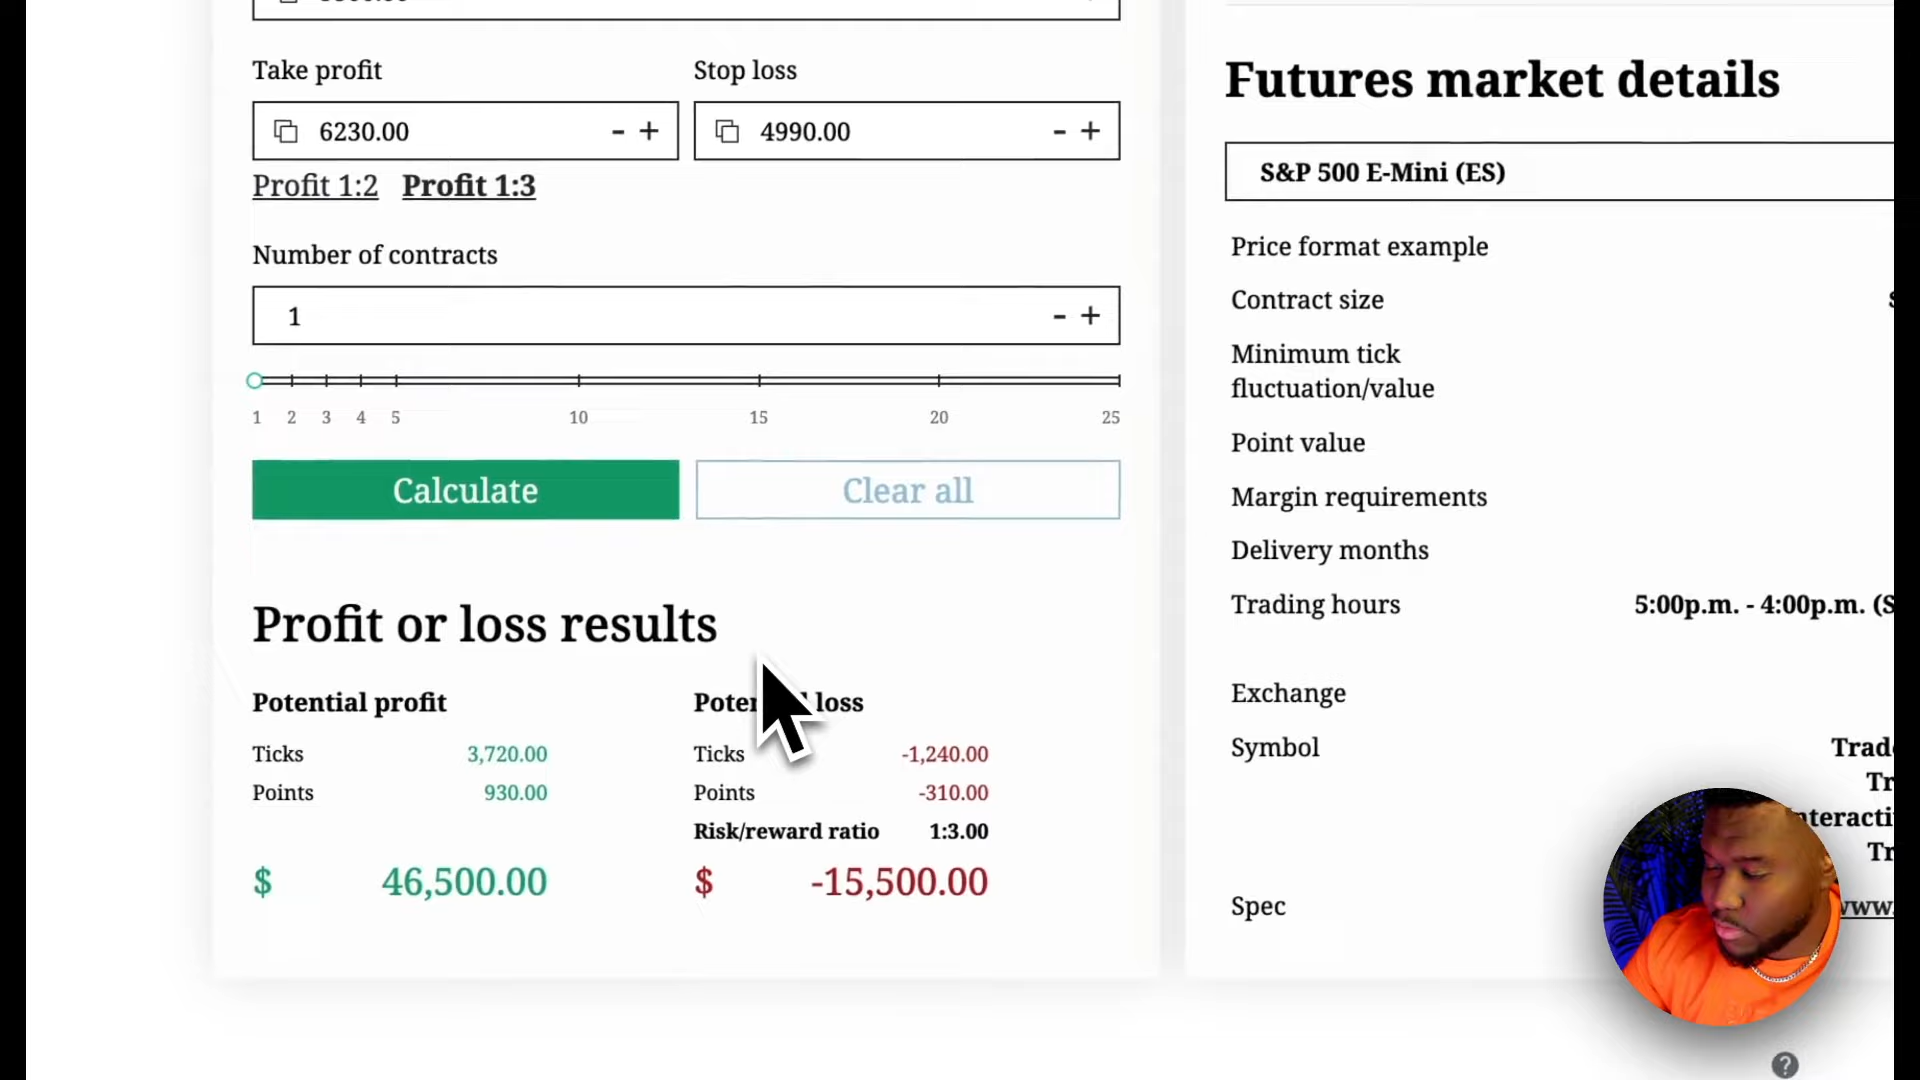 Take profit Stop loss
6230.00 - + 4990.00 - +
Profit 1:2 Profit 1:3
Number of contracts
1 - +
1 2 3 4 5 10 15 20 25
Calculate Clear all
Profit or loss results
Potential profit loss
Ticks 3,720.00 Ticks -1,240.00
Points 930.00 Points -310.00
Risk/reward ratio 1:3.00
$ 46,500.00 $ -15,500.00
Futures market details
S&P 500 E-Mini (ES)
Price format example
Contract size
Minimum tick
fluctuation/value
Point value
Margin requirements
Delivery months
Trading hours 5:00p.m. - 4:00p.m.
Exchange
Symbol
Spec
?